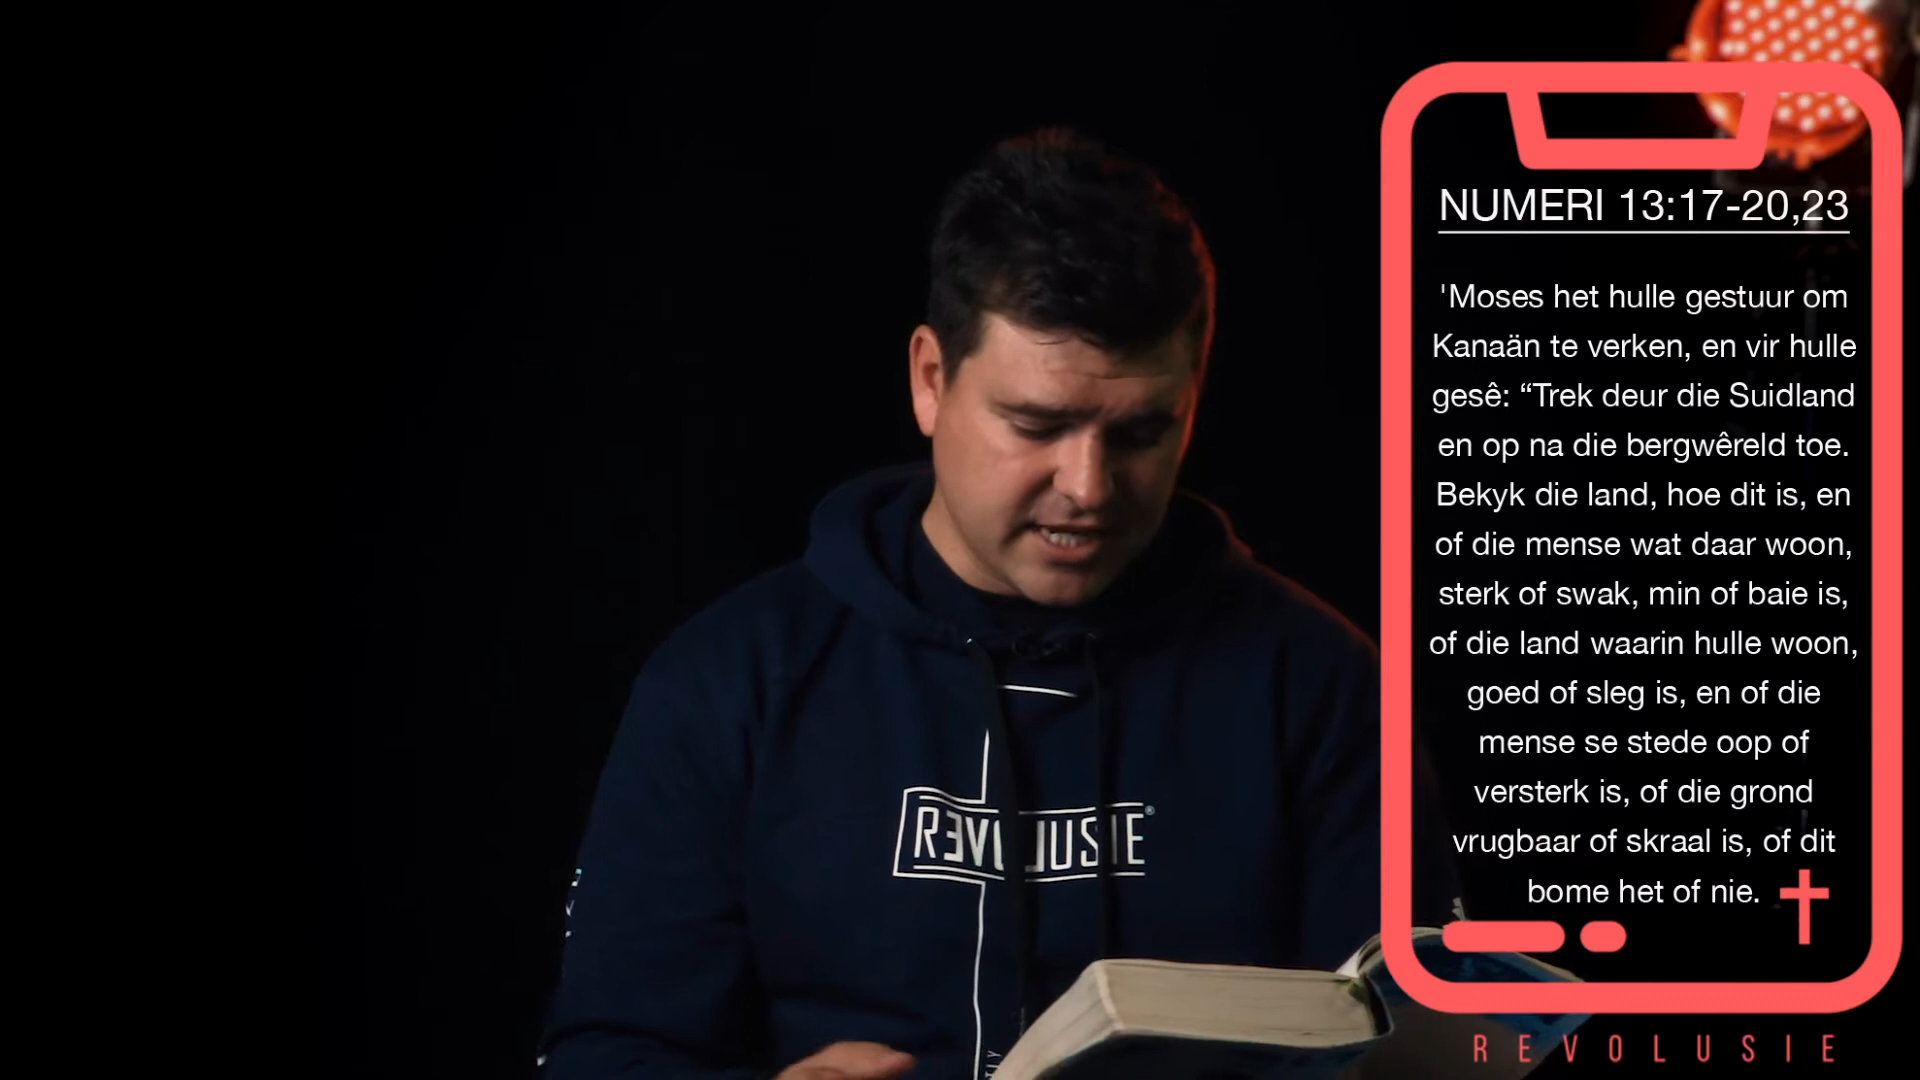 NUMERI 13:17-20,23
'Moses het hulle gestuur om
Kanaän te verken, en vir hulle
gesê: “Trek deur die Suidland
en op na die bergwêreld toe.
Bekyk die land, hoe dit is, en
of die mense wat daar woon,
sterk of swak, min of baie is,
of die land waarin hulle woon,
goed of sleg is, en of die
mense se stede oop of
versterk is, of die grond
vrugbaar of skraal is, of dit
bome het of nie.
REVOLUSIE
REVOLUSIE®